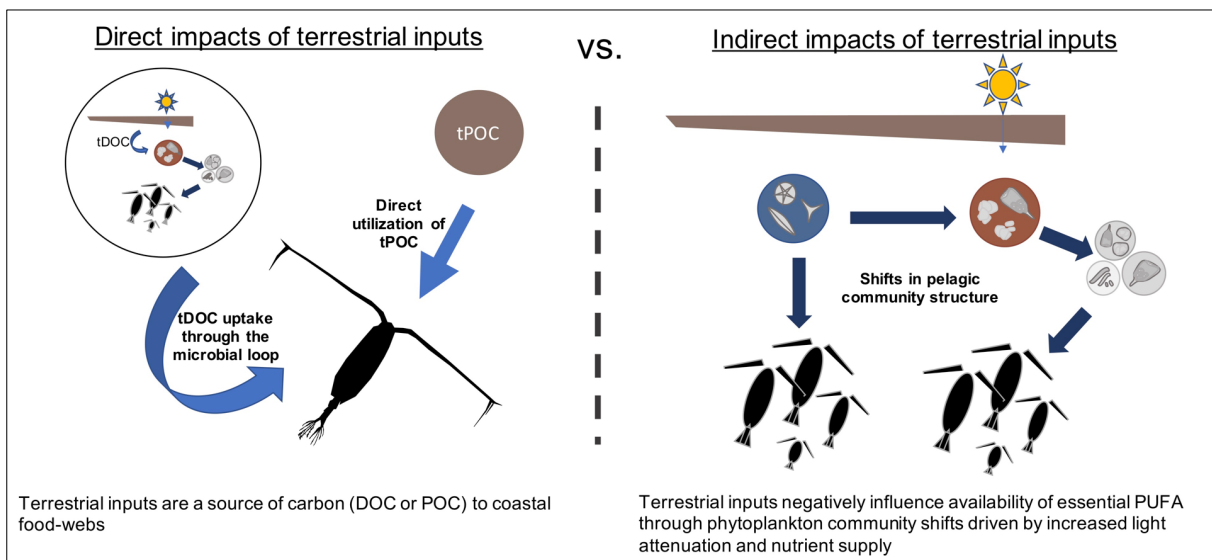 Direct impacts of terrestrial inputs
vs.
Indirect impacts of terrestrial inputs
tDOC
tPOC
Direct
utilization of
tPOC
tDOC uptake
through the
microbial loop
Shifts in pelagic
community structure
Terrestrial inputs are a source of carbon (DOC or POC) to coastal
food-webs
Terrestrial inputs negatively influence availability of essential PUFA
through phytoplankton community shifts driven by increased light
attenuation and nutrient supply